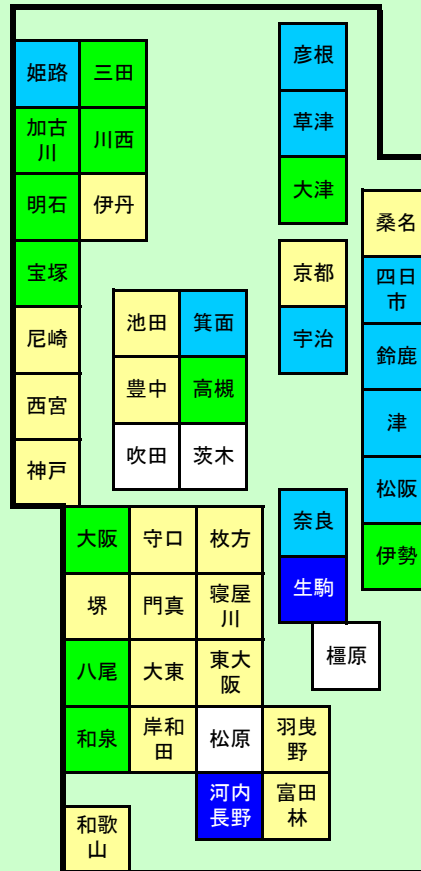 姫路
三田
加古
川
川西
明石
伊丹
宝塚
尼崎
西宮
神戸
彦根
草津
大津
京都
宇治
桑名
四日
市
鈴鹿
津
松阪
伊勢
池田
箕面
豊中
高槻
吹田
茨木
奈良
生駒
橿原
大阪
守口
枚方
堺
門真
寝屋
川
八尾
大東
東大
阪
和泉
岸和
田
松原
羽曳
野
河内
長野
富田
林
和歌
山